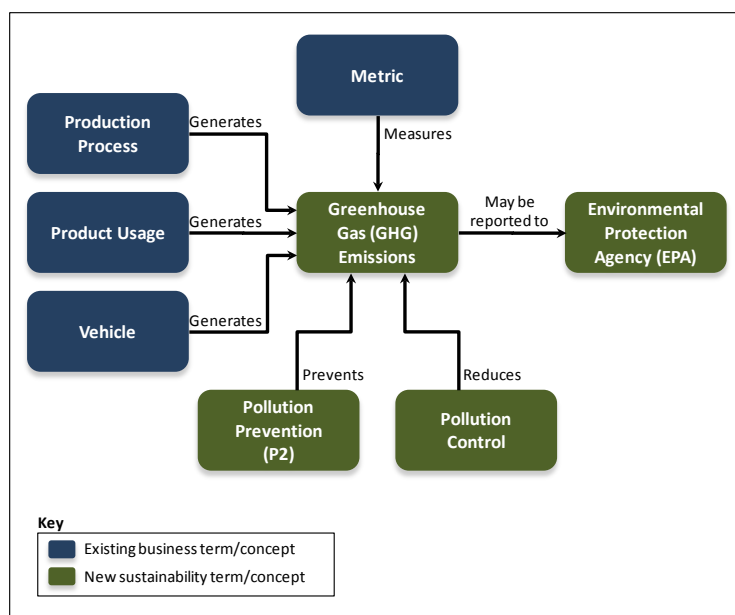 Metric
Production
Process
Generates
Measures
Product Usage
Generates
Greenhouse
Gas (GHG)
Emissions
May be
reported to
Environmental
Protection
Agency (EPA)
Vehicle
Generates
Prevents
Reduces
Pollution
Prevention
(P2)
Pollution
Control
Key
Existing business term/concept
New sustainability term/concept